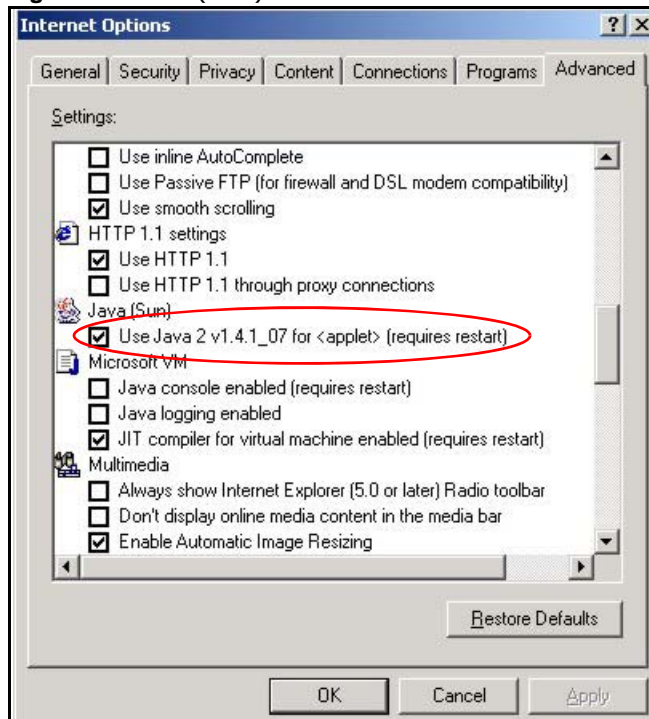 Internet Options
General Security Privacy Content Connections Programs Advanced
Settings:
Use inline AutoComplete
Use Passive FTP (for firewall and DSL modem compatibility)
Use smooth scrolling
HTTP 1.1 settings
Use HTTP 1.1
Use HTTP 1.1 through proxy connections
Java (Sun)
Use Java 2 v1.4.1_07 for <applet> (requires restart)
Microsoft VM
Java console enabled (requires restart)
Java logging enabled
JIT compiler for virtual machine enabled (requires restart)
Multimedia
Always show Internet Explorer (5.0 or later) Radio toolbar
Don't display online media content in the media bar
Enable Automatic Image Resizing
Restore Defaults
OK Cancel Apply